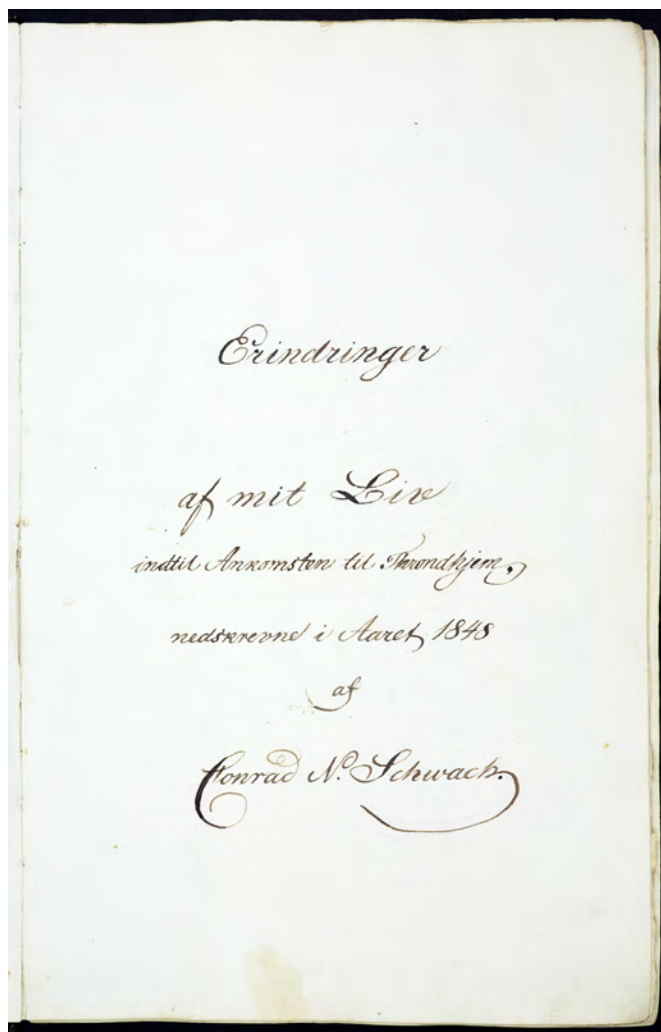 Erindringer
af mit Liv
indtil Ankomsten til Throndhjem,
nedskrevne i Aaret 1848
af
Conrad N. Schwach.